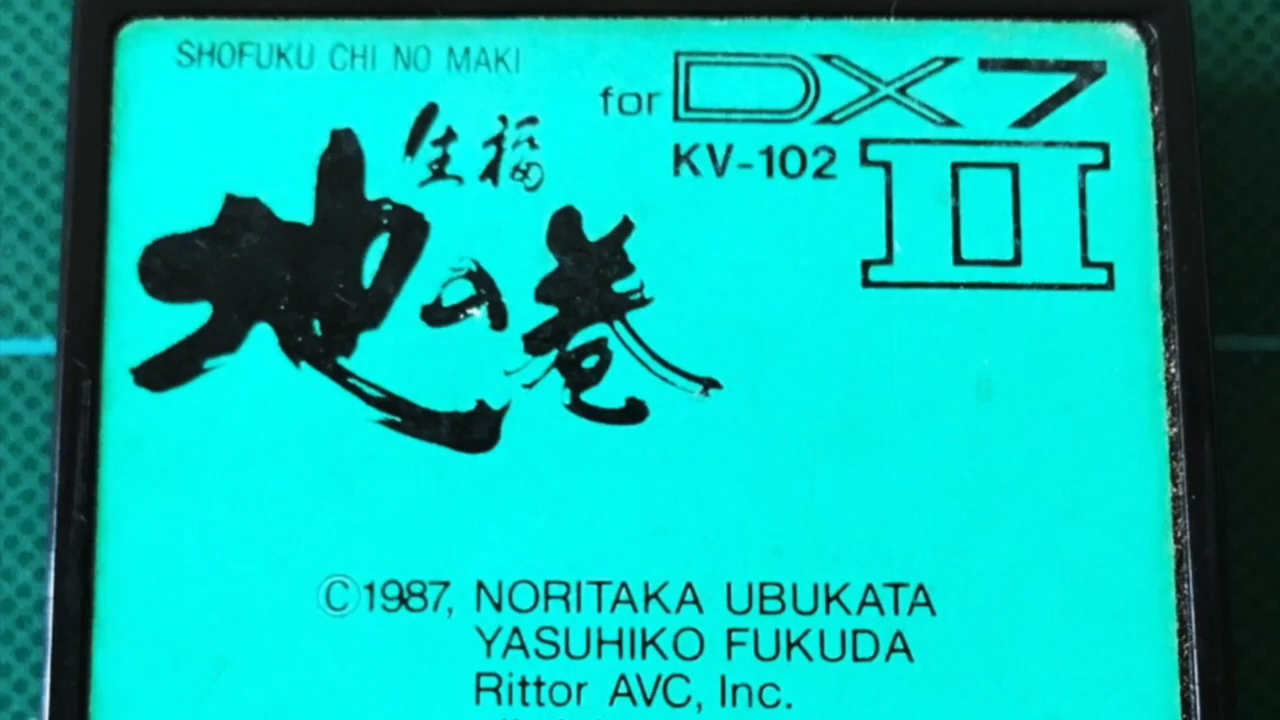 SHOFUKU CHI NO MAKI
for DX7
II
KV-102
生福
地の巻
©1987, NORITAKA UBUKATA
YASUHIKO FUKUDA
Rittor AVC, Inc.